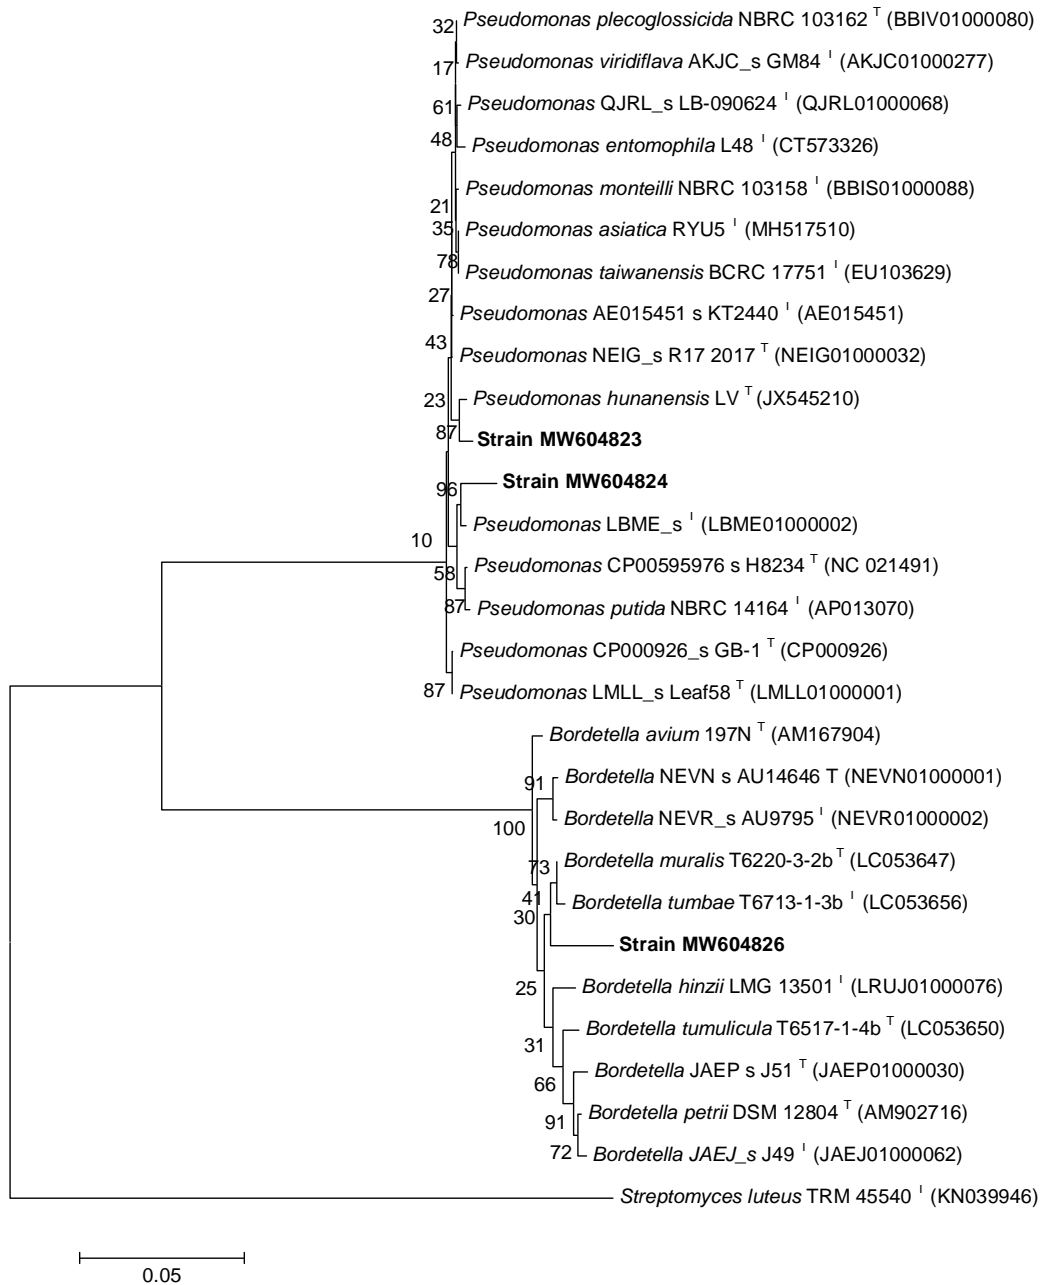 32
Pseudomonas plecoglossicida NBRC 103162 T (BBIV01000080)
17
Pseudomonas viridiflava AKJC_s GM84 T (AKJC01000277)
61
Pseudomonas QJRL_s LB-090624 T (QJRL01000068)
48
Pseudomonas entomophila L48 T (CT573326)
Pseudomonas monteilli NBRC 103158 T (BBIS01000088)
21
35
Pseudomonas asiatica RYU5 T (MH517510)
78
Pseudomonas taiwanensis BCRC 17751 T (EU103629)
27
Pseudomonas AE015451 s KT2440 T (AE015451)
43
Pseudomonas NEIG_s R17 2017 T (NEIG01000032)
23
Pseudomonas hunanensis LV T (JX545210)
87
Strain MW604823
96
Strain MW604824
Pseudomonas LBME_s T (LBME01000002)
10
58
Pseudomonas CP00595976 s H8234 T (NC 021491)
87
Pseudomonas putida NBRC 14164 T (AP013070)
Pseudomonas CP000926_s GB-1 T (CP000926)
87
Pseudomonas LMLL_s Leaf58 T (LMLL01000001)
Bordetella avium 197N T (AM167904)
91
Bordetella NEVN s AU14646 T (NEVN01000001)
100
Bordetella NEVR_s AU9795 T (NEVR01000002)
73
Bordetella muralis T6220-3-2b T (LC053647)
41
30
Bordetella tumbae T6713-1-3b T (LC053656)
Strain MW604826
25
Bordetella hinzii LMG 13501 T (LRUJ01000076)
31
Bordetella tumulicula T6517-1-4b T (LC053650)
66
Bordetella JAEP s J51 T (JAEP01000030)
91
Bordetella petrii DSM 12804 T (AM902716)
72
Bordetella JAEJ_s J49 T (JAEJ01000062)
Streptomyces luteus TRM 45540 T (KN039946)
0.05